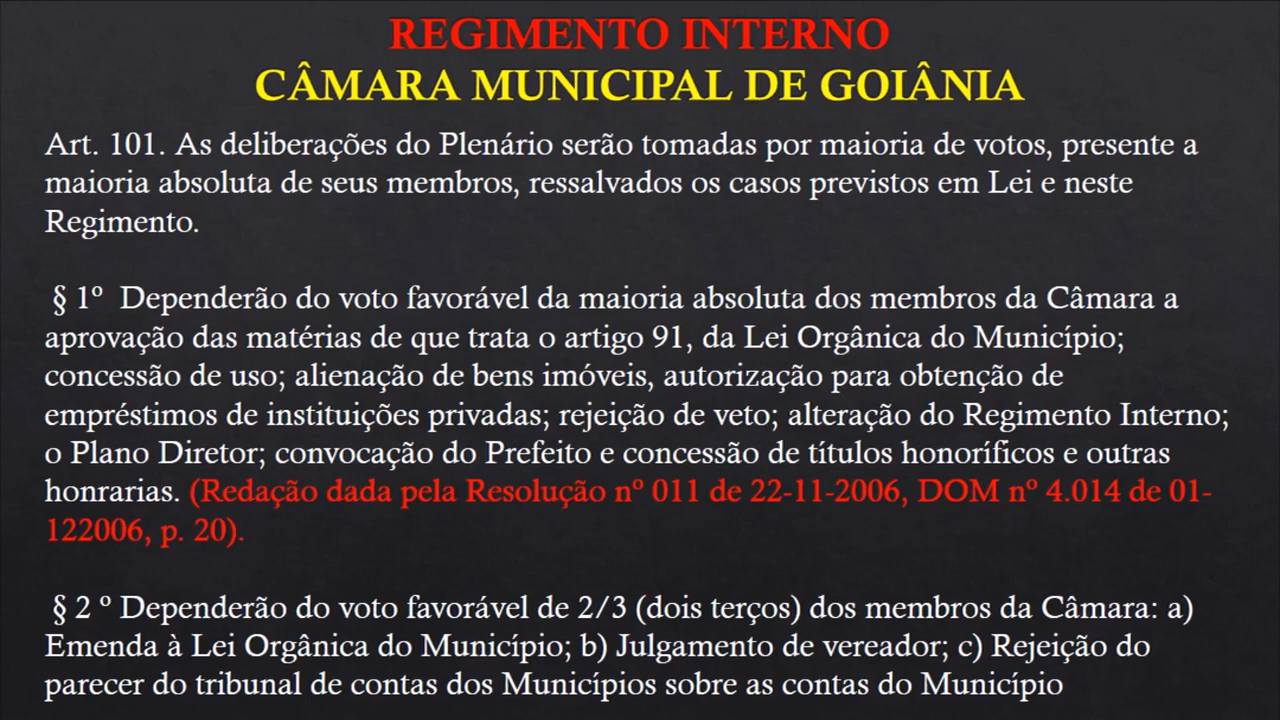 REGIMENTO INTERNO
CÂMARA MUNICIPAL DE GOIÂNIA
Art. 101. As deliberações do Plenário serão tomadas por maioria de votos, presente a
maioria absoluta de seus membros, ressalvados os casos previstos em Lei e neste
Regimento.
§ 1º Dependerão do voto favorável da maioria absoluta dos membros da Câmara a
aprovação das matérias de que trata o artigo 91, da Lei Orgânica do Município;
concessão de uso; alienação de bens imóveis, autorização para obtenção de
empréstimos de instituições privadas; rejeição de veto; alteração do Regimento Interno;
o Plano Diretor; convocação do Prefeito e concessão de títulos honoríficos e outras
honrarias. (Redação dada pela Resolução nº 011 de 22-11-2006, DOM nº 4.014 de 01-
122006, p. 20).
§ 2 º Dependerão do voto favorável de 2/3 (dois terços) dos membros da Câmara: a)
Emenda à Lei Orgânica do Município; b) Julgamento de vereador; c) Rejeição do
parecer do tribunal de contas dos Municípios sobre as contas do Município